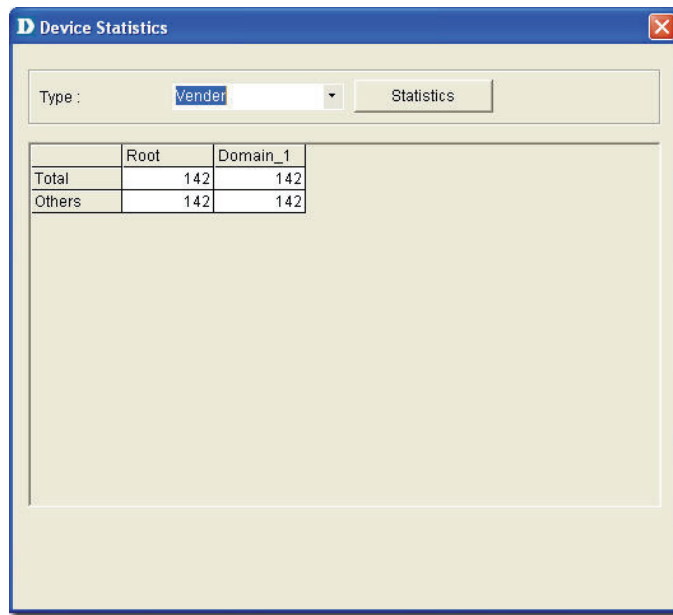 D Device Statistics
Type : Vender Statistics
Root Domain_1
Total 142 142
Others 142 142